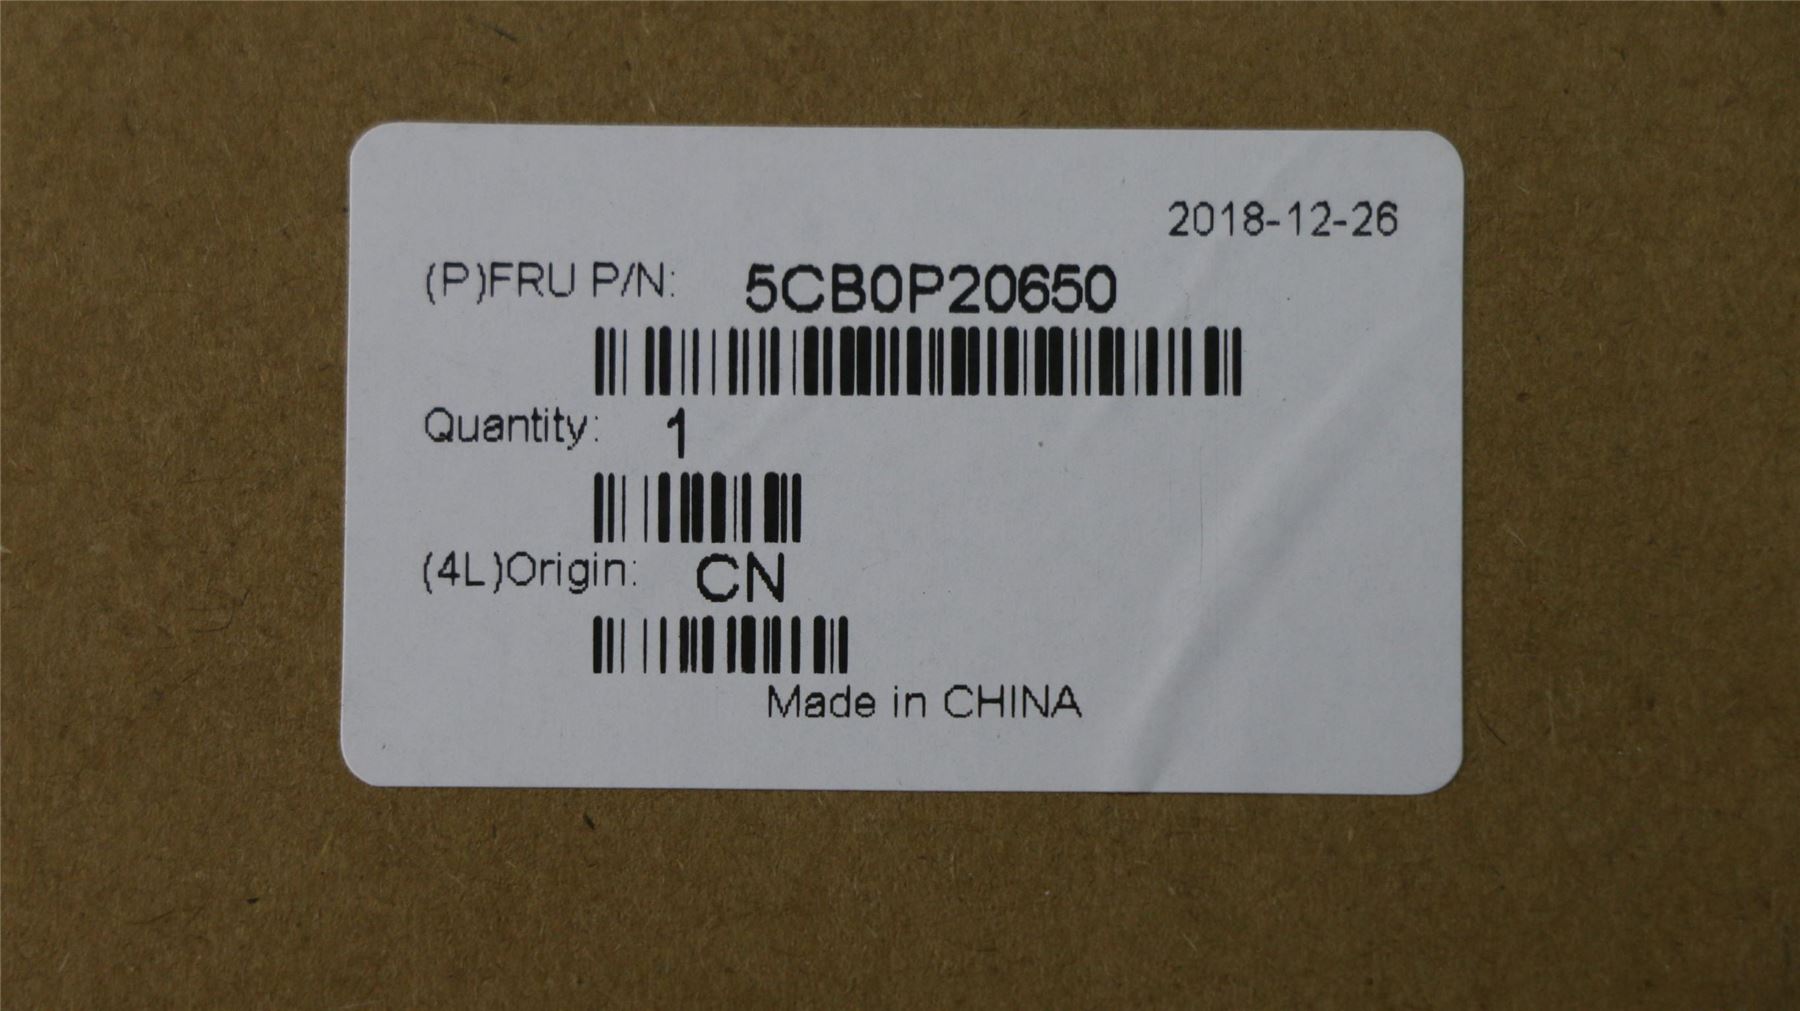 2018-12-26
(P)FRU P/N: 5CB0P20650
Quantity: 1
(4L)Origin: CN
Made in CHINA